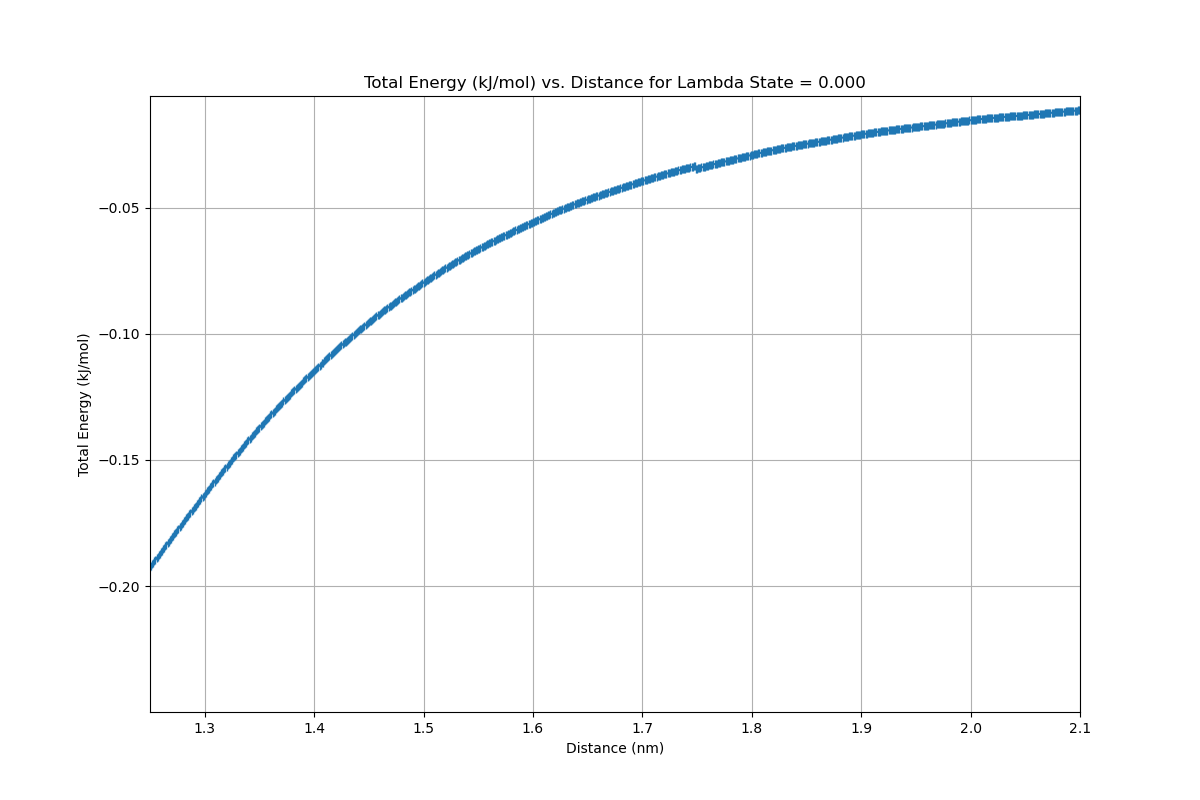 Total Energy (kJ/mol) vs. Distance for Lambda State = 0.000
Total Energy (kJ/mol)
−0.05
−0.10
−0.15
−0.20
1.3 1.4 1.5 1.6 1.7 1.8 1.9 2.0 2.1
Distance (nm)